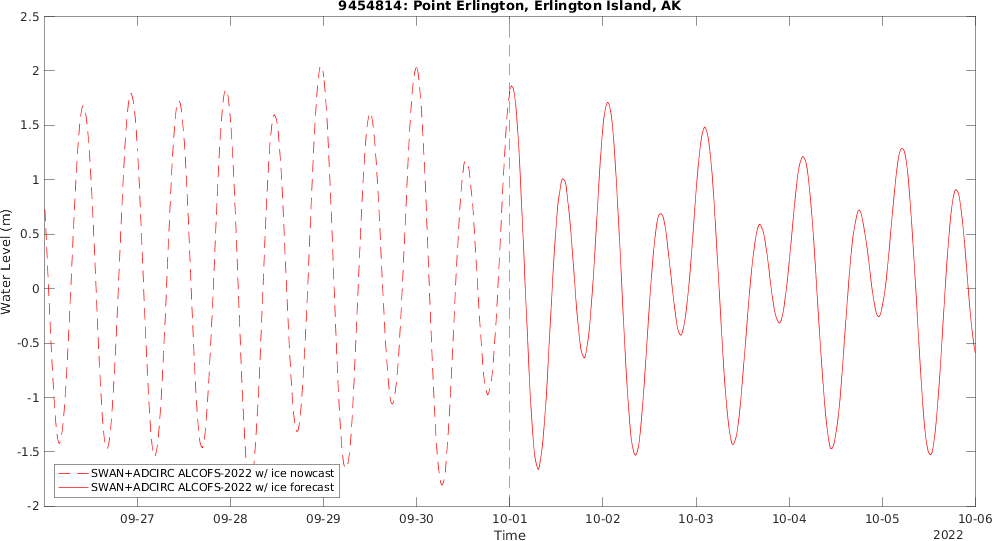 9454814: Point Erlington, Erlington Island, AK
2.5
2
1.5
1
0.5
0
-0.5
-1
-1.5
-2
Water Level (m)
SWAN+ADCIRC ALCOFS-2022 w/ ice nowcast
SWAN+ADCIRC ALCOFS-2022 w/ ice forecast
09-27 09-28 09-29 09-30 10-01 10-02 10-03 10-04 10-05 10-06
Time
2022